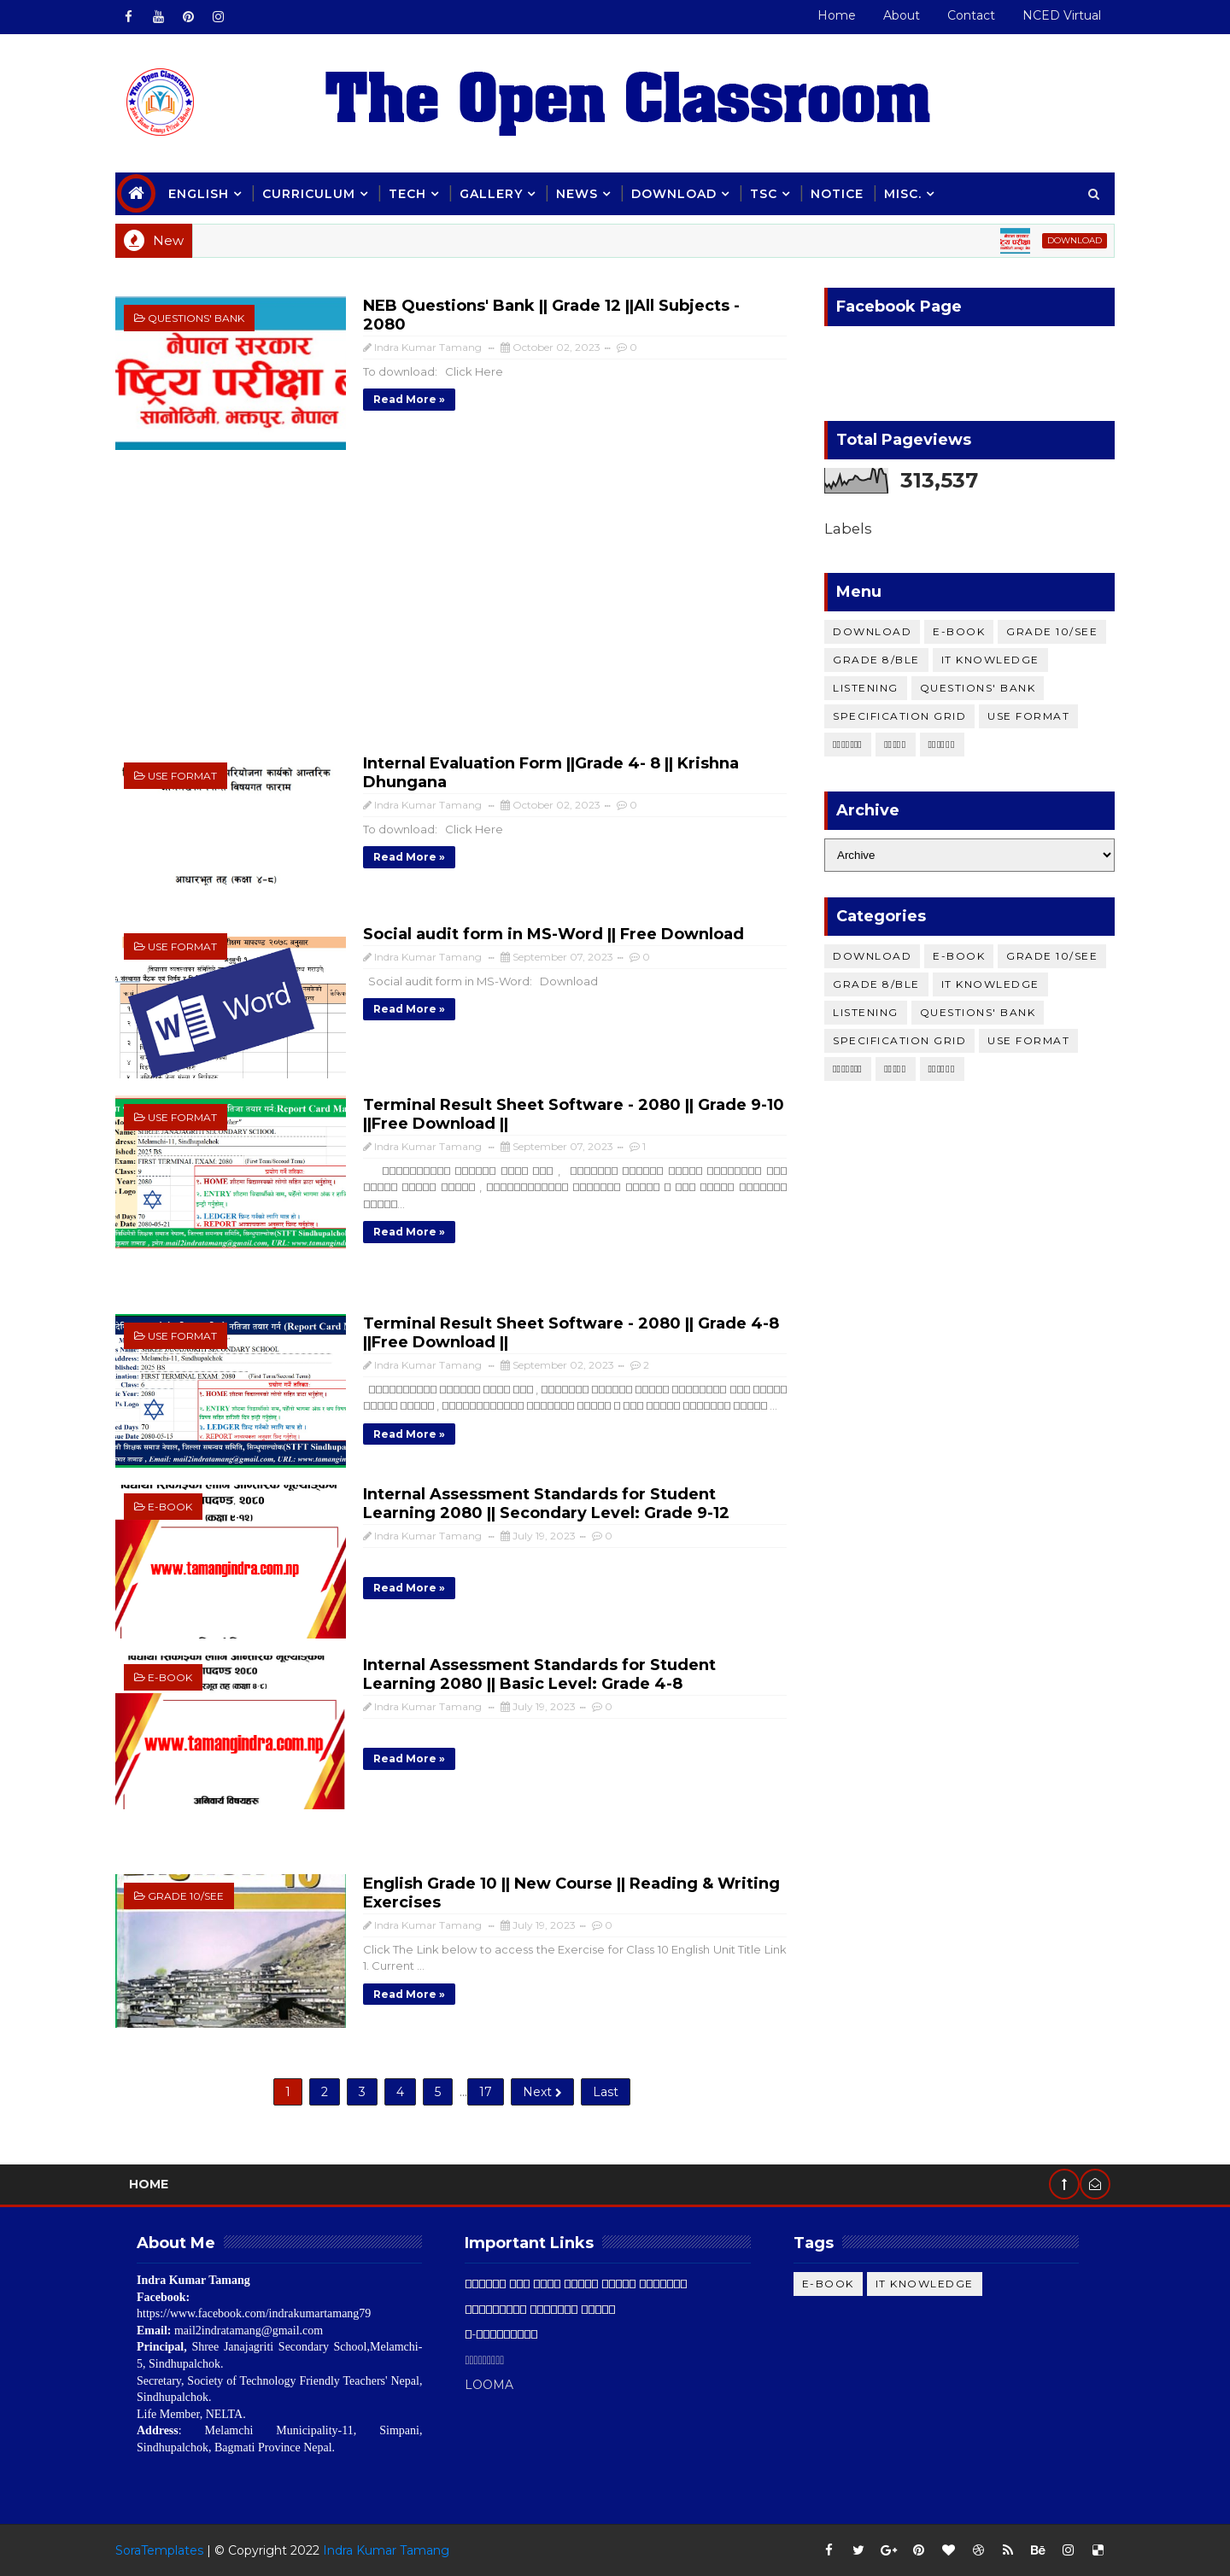 Home About Contact NCED Virtual
The Open Classroom
ENGLISH CURRICULUM TECH GALLERY NEWS DOWNLOAD TSC NOTICE MISC.
New
DOWNLOAD
QUESTIONS' BANK
नेपाल सरकार
सानोठिमी, भक्तपुर, नेपाल
NEB Questions' Bank || Grade 12 ||All Subjects -
2080
Indra Kumar Tamang – October 02, 2023 – 0
To download: Click Here
Read More »
Facebook Page
Total Pageviews
313,537
Labels
Menu
DOWNLOAD E-BOOK GRADE 10/SEE
GRADE 8/BLE IT KNOWLEDGE
LISTENING QUESTIONS' BANK
SPECIFICATION GRID USE FORMAT
Archive
Archive
Categories
DOWNLOAD E-BOOK GRADE 10/SEE
GRADE 8/BLE IT KNOWLEDGE
LISTENING QUESTIONS' BANK
SPECIFICATION GRID USE FORMAT
USE FORMAT
आधारभूत तह (कक्षा ४-८)
Internal Evaluation Form ||Grade 4- 8 || Krishna
Dhungana
Indra Kumar Tamang – October 02, 2023 – 0
To download: Click Here
Read More »
USE FORMAT
Word
Social audit form in MS-Word || Free Download
Indra Kumar Tamang – September 07, 2023 – 0
Social audit form in MS-Word: Download
Read More »
USE FORMAT
Terminal Result Sheet Software - 2080 || Grade 9-10
||Free Download ||
Indra Kumar Tamang – September 07, 2023 – 1
Read More »
USE FORMAT
Terminal Result Sheet Software - 2080 || Grade 4-8
||Free Download ||
Indra Kumar Tamang – September 02, 2023 – 2
Read More »
E-BOOK
www.tamangindra.com.np
Internal Assessment Standards for Student
Learning 2080 || Secondary Level: Grade 9-12
Indra Kumar Tamang – July 19, 2023 – 0
Read More »
E-BOOK
www.tamangindra.com.np
अनिवार्य विषयहरू
Internal Assessment Standards for Student
Learning 2080 || Basic Level: Grade 4-8
Indra Kumar Tamang – July 19, 2023 – 0
Read More »
GRADE 10/SEE
English Grade 10 || New Course || Reading & Writing
Exercises
Indra Kumar Tamang – July 19, 2023 – 0
Click The Link below to access the Exercise for Class 10 English Unit Title Link
1. Current ...
Read More »
1 2 3 4 5 ... 17 Next Last
HOME
About Me
Indra Kumar Tamang
Facebook:
https://www.facebook.com/indrakumartamang79
Email: mail2indratamang@gmail.com
Principal, Shree Janajagriti Secondary School,Melamchi-
5, Sindhupalchok.
Secretary, Society of Technology Friendly Teachers' Nepal,
Sindhupalchok.
Life Member, NELTA.
Address: Melamchi Municipality-11, Simpani,
Sindhupalchok, Bagmati Province Nepal.
Important Links
LOOMA
Tags
E-BOOK IT KNOWLEDGE
SoraTemplates | © Copyright 2022 Indra Kumar Tamang